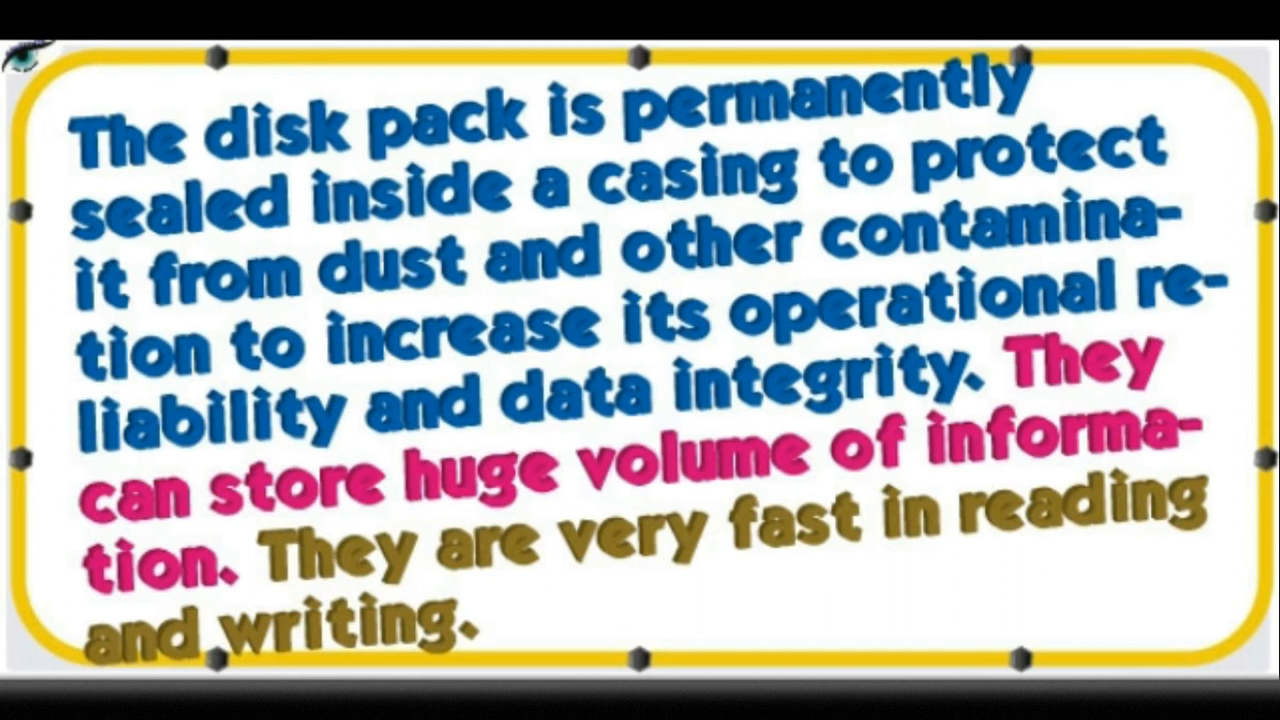 The disk pack is permanently
sealed inside a casing to protect
it from dust and other contamina-
tion to increase its operational re-
liability and data integrity. They
can store huge volume of informa-
tion. They are very fast in reading
and writing.